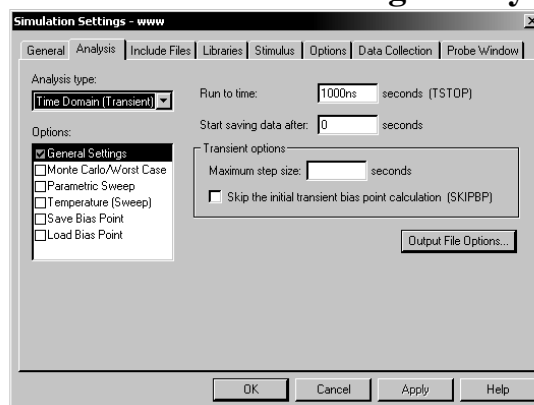 Simulation Settings - www
General Analysis Include Files Libraries Stimulus Options Data Collection Probe Window
Analysis type:
Time Domain (Transient)
Options:
General Settings
Monte Carlo/Worst Case
Parametric Sweep
Temperature (Sweep)
Save Bias Point
Load Bias Point
Run to time: 1000ns seconds (TSTOP)
Start saving data after: 0 seconds
Transient options
Maximum step size: seconds
Skip the initial transient bias point calculation (SKIPBP)
Output File Options...
OK Cancel Apply Help